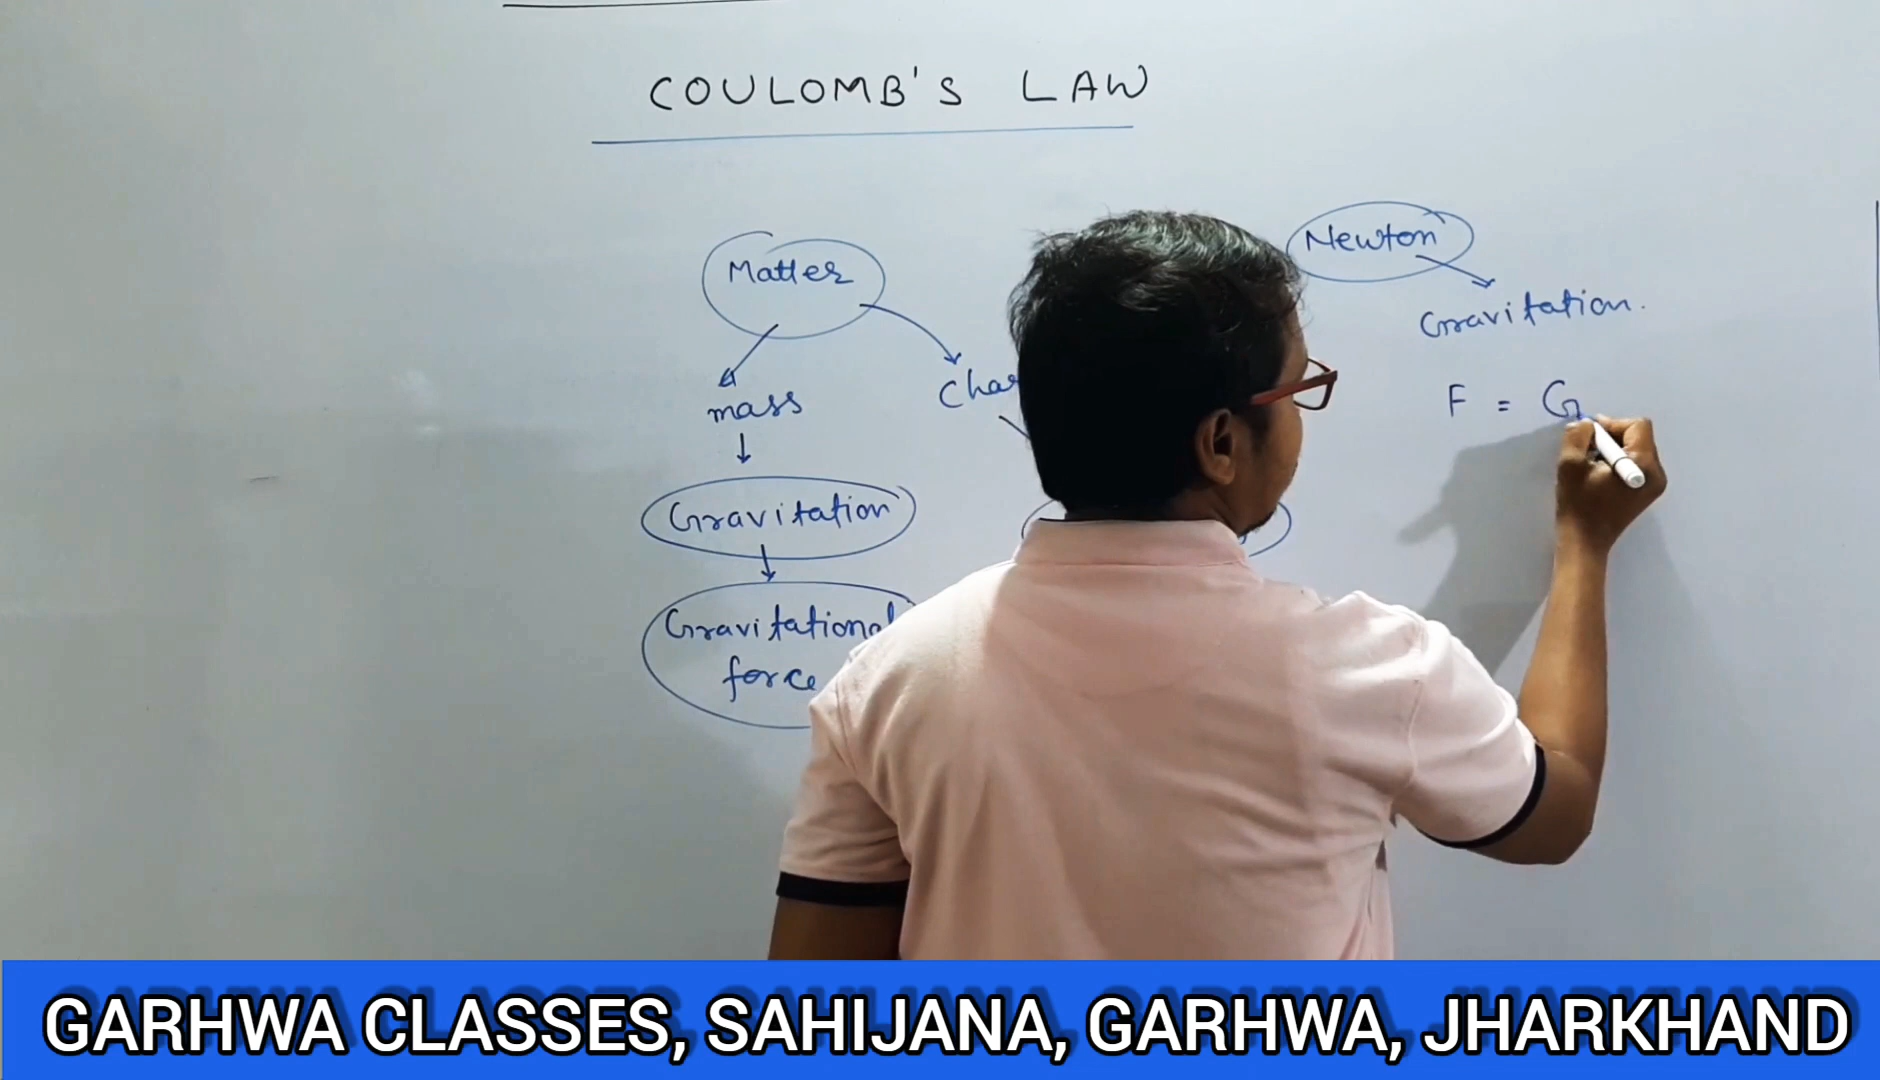 COULOMB'S LAW
Matter
mass
Gravitation
Gravitational
force
Newton
Gravitation.
F = G
GARHWA CLASSES, SAHIJANA, GARHWA, JHARKHAND